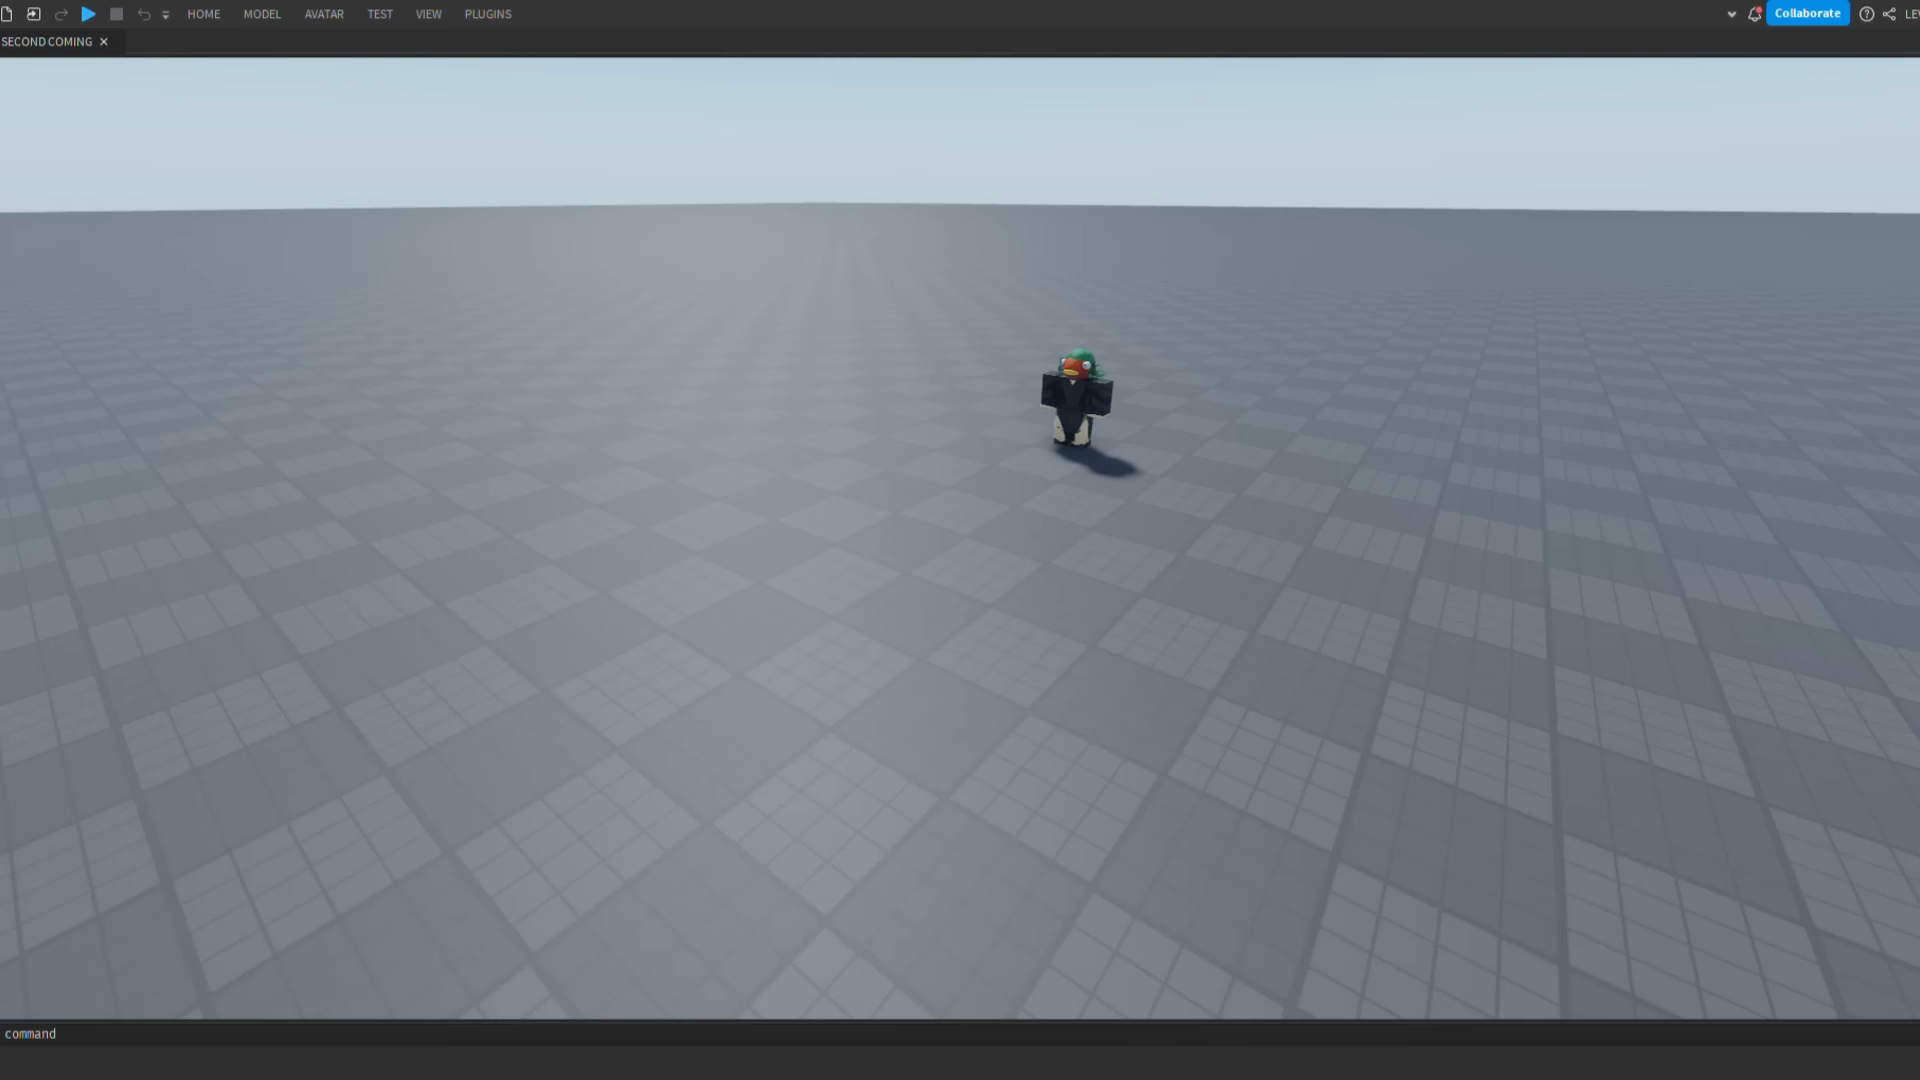 HOME MODEL AVATAR TEST VIEW PLUGINS Collaborate
SECOND COMING
command